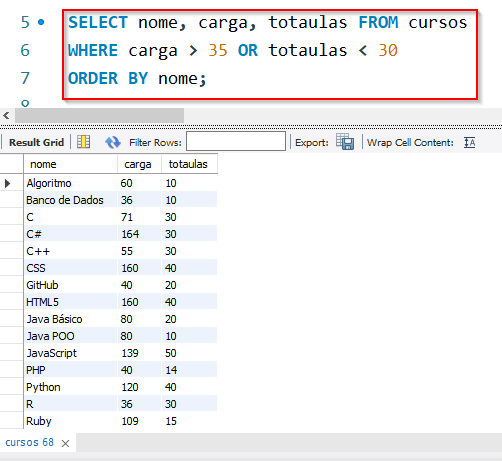 5 SELECT nome, carga, totaulas FROM cursos
6 WHERE carga > 35 OR totaulas < 30
7 ORDER BY nome;
8
Result Grid Filter Rows: Export: Wrap Cell Content:
nome carga totaulas
Algoritmo 60 10
Banco de Dados 36 10
C 71 30
C# 164 30
C++ 55 30
CSS 160 40
GitHub 40 20
HTML5 160 40
Java Básico 80 20
Java POO 80 10
JavaScript 139 50
PHP 40 14
Python 120 40
R 36 30
Ruby 109 15
cursos 68